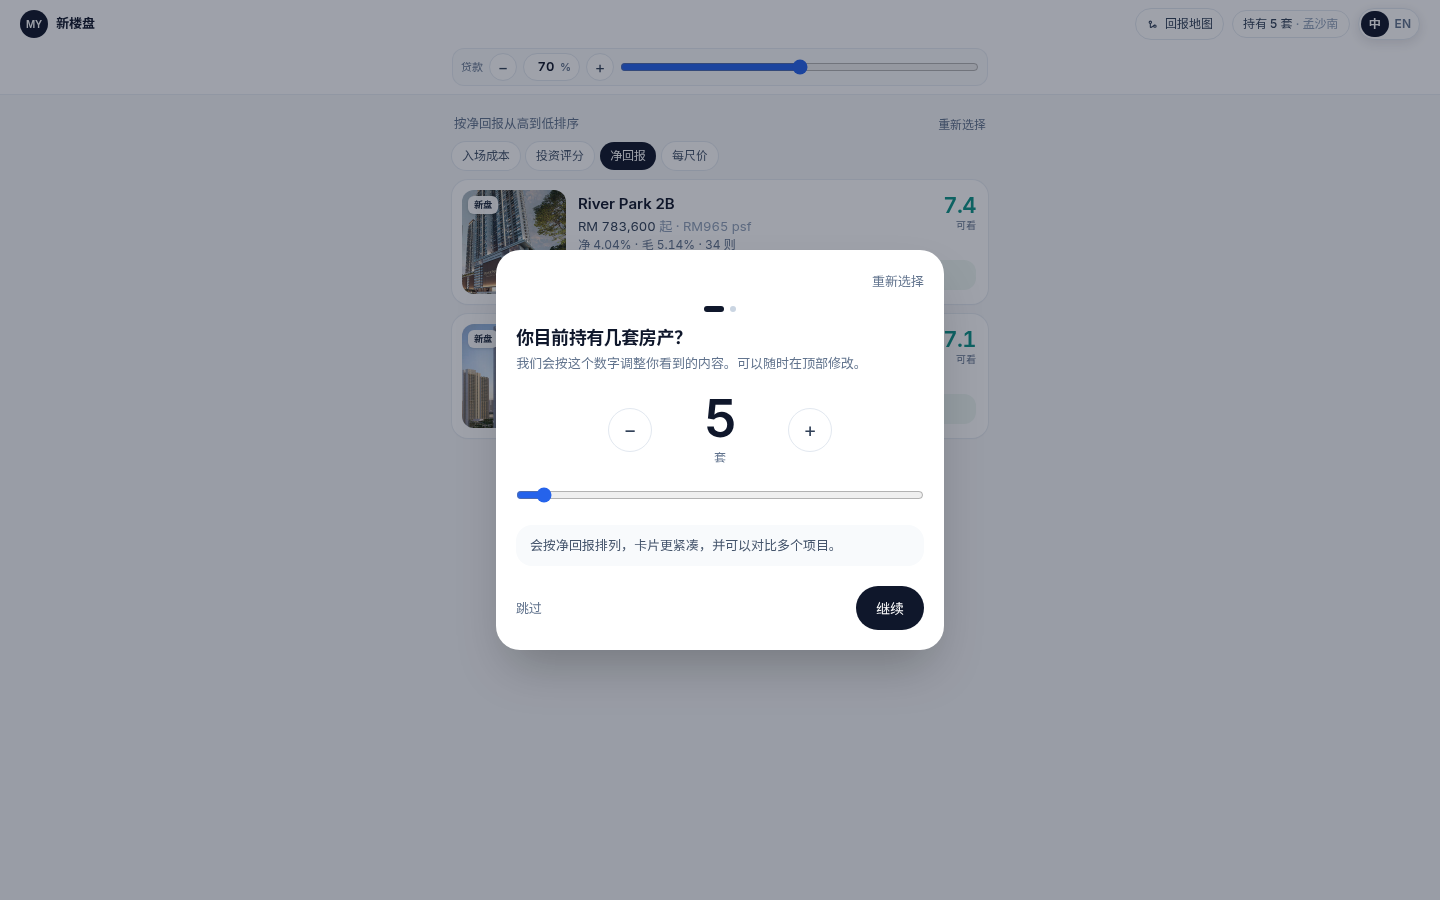 MY 新楼盘
回报地图
持有 5 套 · 孟沙南
中 EN
贷款 − 70 % +
按净回报从高到低排序
重新选择
入场成本 投资评分 净回报 每尺价
新盘
River Park 2B
7.4
RM 783,600 起 · RM965 psf
可看
净 4.04% · 毛 5.14% · 34 则
新盘
7.1
可看
重新选择
你目前持有几套房产？
我们会按这个数字调整你看到的内容。可以随时在顶部修改。
− 5 +
套
会按净回报排列，卡片更紧凑，并可以对比多个项目。
跳过
继续